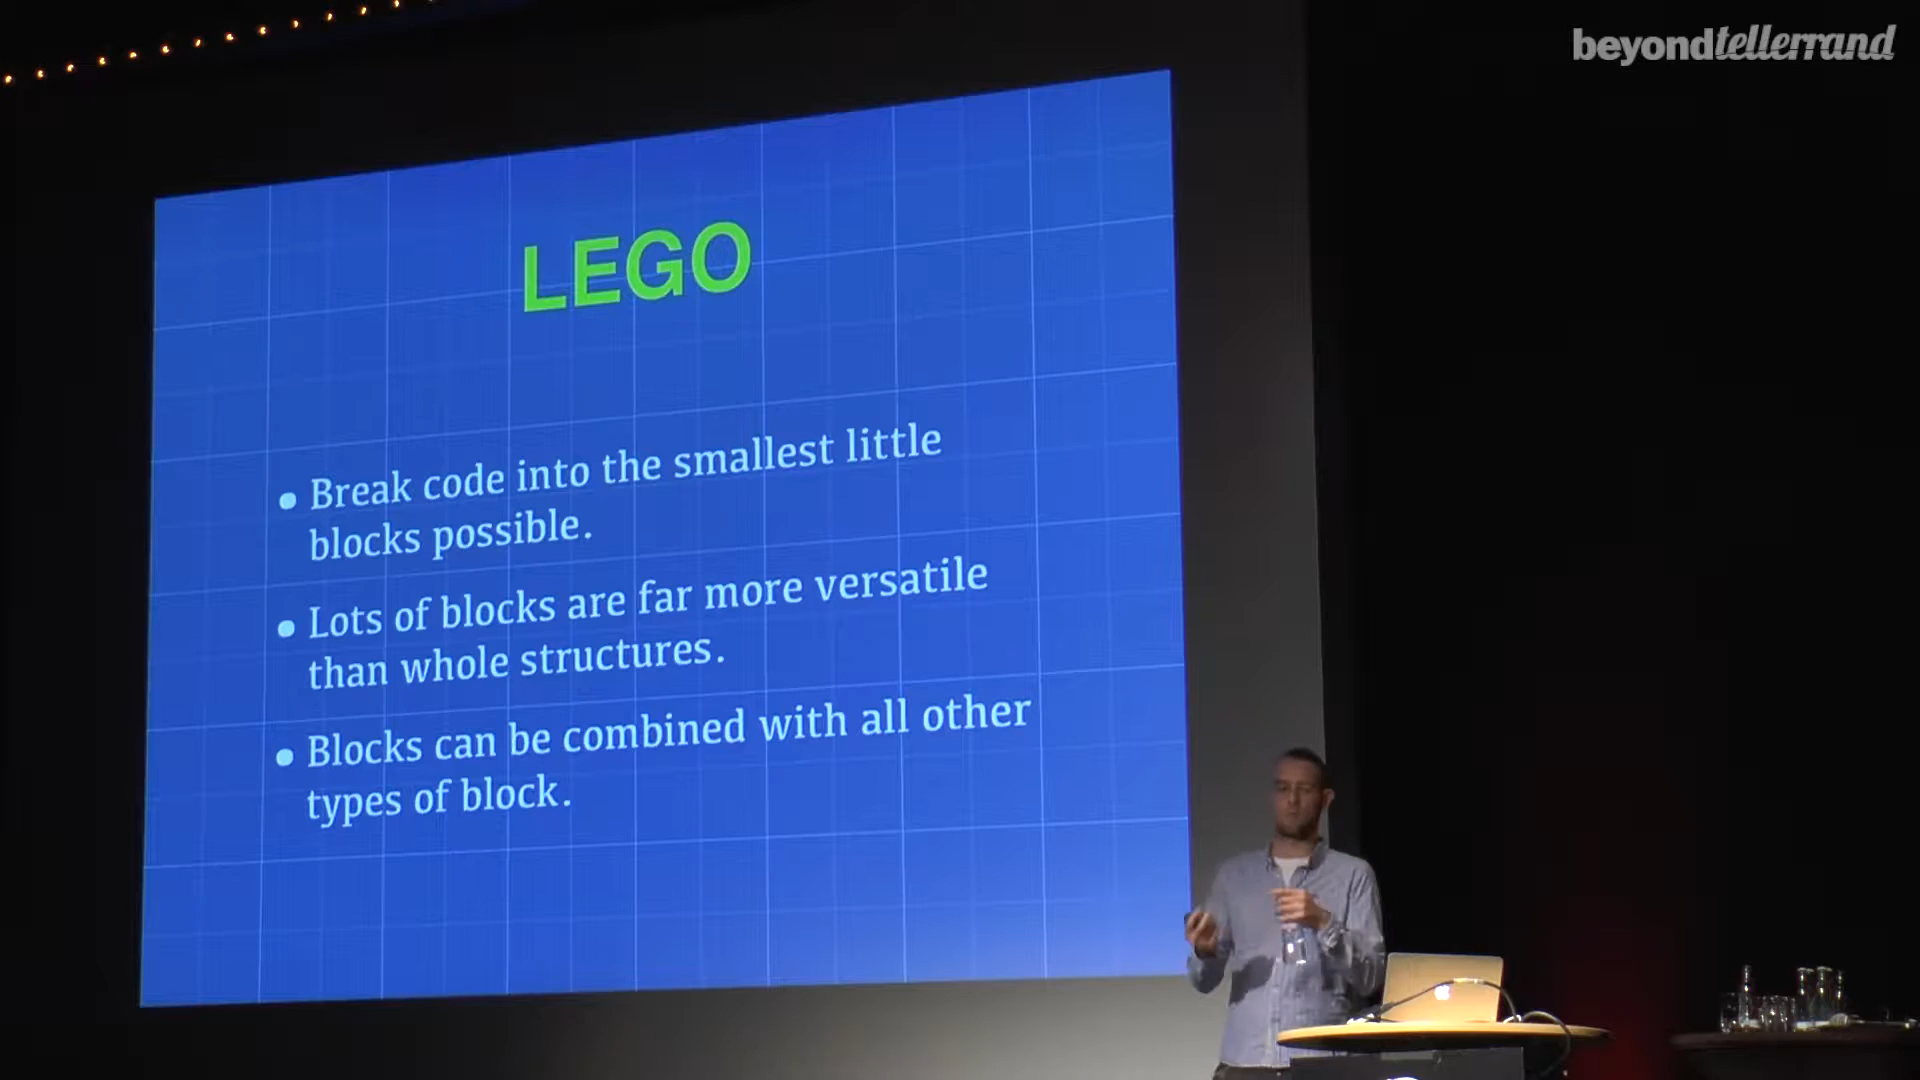 beyondtellerrand
LEGO
• Break code into the smallest little
blocks possible.
• Lots of blocks are far more versatile
than whole structures.
• Blocks can be combined with all other
types of block.